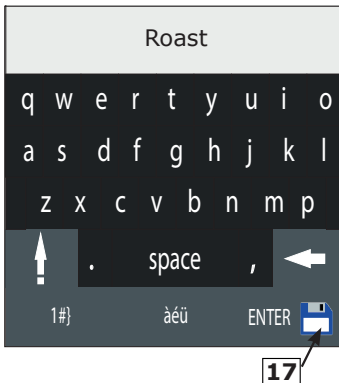 Roast
q w e r t y u i o
a s d f g h j k l
z x c v b n m p
. space ,
1#} àéü ENTER
17